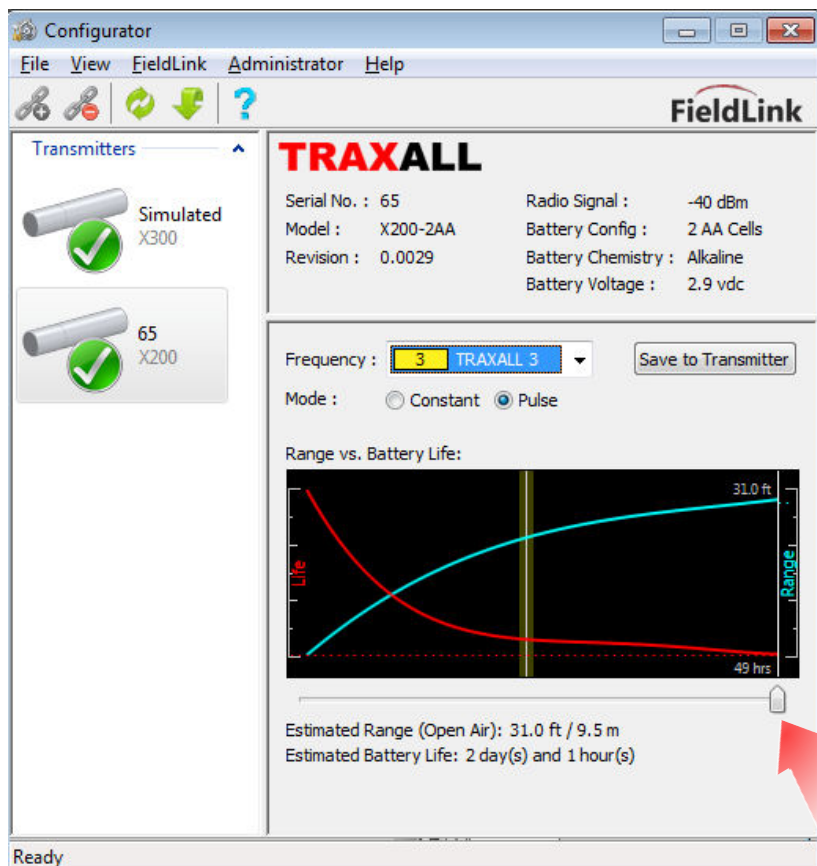 Configurator
File View FieldLink Administrator Help
FieldLink
Transmitters
Simulated
X300
65
X200
TRAXALL
Serial No. : 65 Radio Signal : -40 dBm
Model : X200-2AA Battery Config : 2 AA Cells
Revision : 0.0029 Battery Chemistry : Alkaline
Battery Voltage : 2.9 vdc
Frequency : 3 TRAXALL 3 Save to Transmitter
Mode : Constant Pulse
Range vs. Battery Life:
31.0 ft
Life
Range
49 hrs
Estimated Range (Open Air): 31.0 ft / 9.5 m
Estimated Battery Life: 2 day(s) and 1 hour(s)
Ready